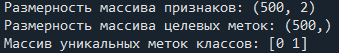 Размерность массива признаков: (500, 2)
Размерность массива целевых меток: (500,)
Массив уникальных меток классов: [0 1]